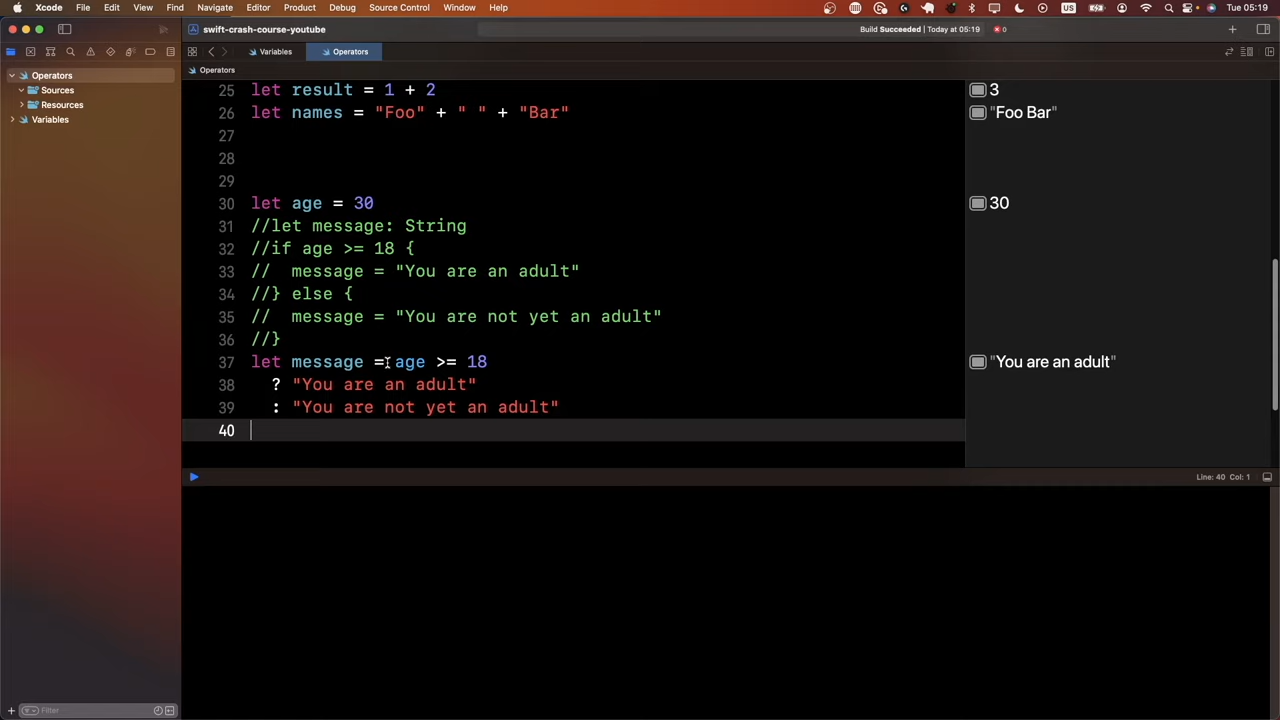 Xcode File Edit View Find Navigate Editor Product Debug Source Control Window Help US Tue 05:19
swift-crash-course-youtube Build Succeeded | Today at 05:19 0
Variables Operators
Operators
Operators
Sources
Resources
Variables
25 let result = 1 + 2 3
26 let names = "Foo" + " " + "Bar" "Foo Bar"
27
28
29
30 let age = 30 30
31 //let message: String
32 //if age >= 18 {
33 //  message = "You are an adult"
34 //} else {
35 //  message = "You are not yet an adult"
36 //}
37 let message = age >= 18 "You are an adult"
38   ? "You are an adult"
39   : "You are not yet an adult"
40
Line: 40 Col: 1
Filter